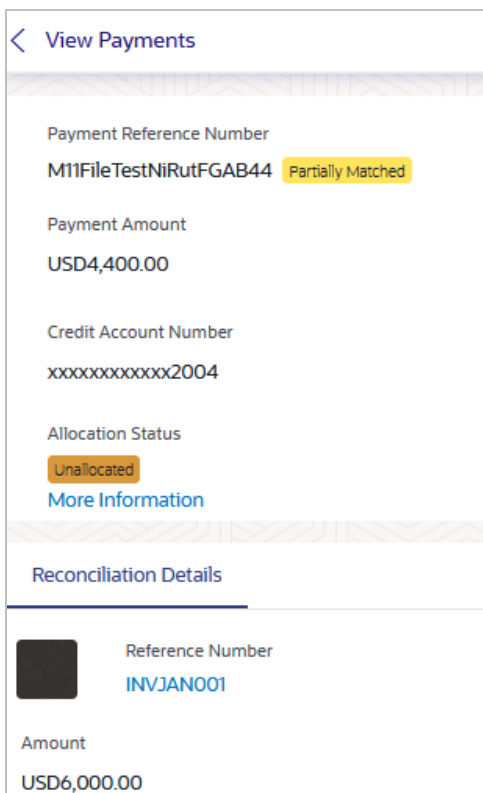 View Payments
Payment Reference Number
M11FileTestNiRutFGAB44 Partially Matched
Payment Amount
USD4,400.00
Credit Account Number
xxxxxxxxxxxx2004
Allocation Status
Unallocated
More Information
Reconciliation Details
Reference Number
INVJAN001
Amount
USD6,000.00